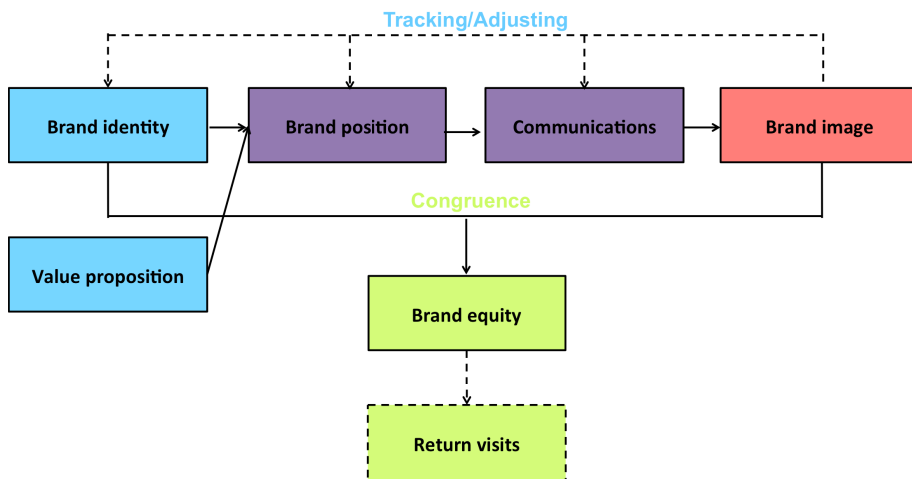 Tracking/Adjusting
Brand identity
Brand position
Communications
Brand image
Congruence
Value proposition
Brand equity
Return visits